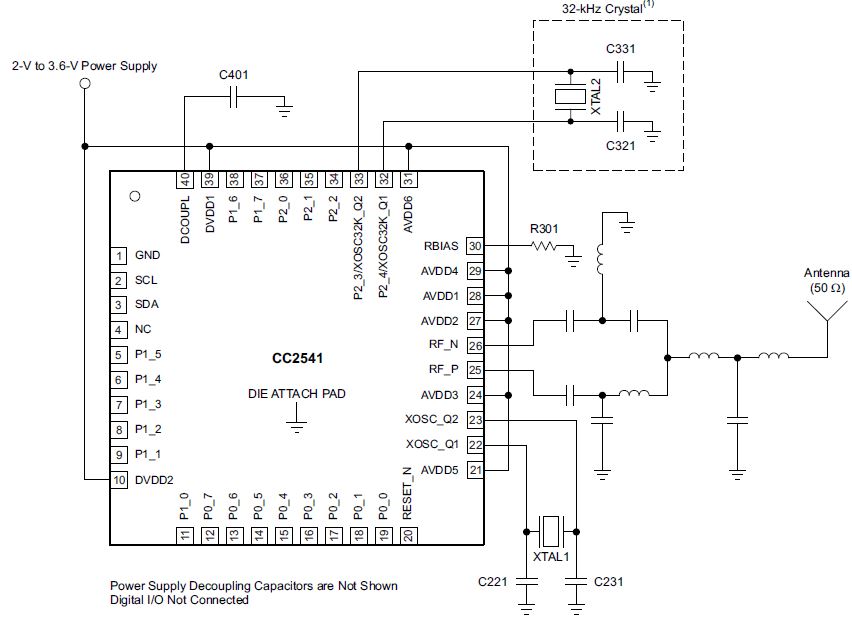 32-kHz Crystal(1)
2-V to 3.6-V Power Supply
C401
C331
XTAL2
C321
40 39 38 37 36 35 34 33 32 31
DCOUPL
DVDD1
P1_6
P1_7
P2_0
P2_1
P2_2
P2_3/XOSC32K_Q2
P2_4/XOSC32K_Q1
AVDD6
1 GND
2 SCL
3 SDA
4 NC
5 P1_5
6 P1_4
7 P1_3
8 P1_2
9 P1_1
10 DVDD2
CC2541
DIE ATTACH PAD
RBIAS 30
AVDD4 29
AVDD1 28
AVDD2 27
RF_N 26
RF_P 25
AVDD3 24
XOSC_Q2 23
XOSC_Q1 22
AVDD5 21
R301
Antenna
(50 Ω)
P1_0
P0_7
P0_6
P0_5
P0_4
P0_3
P0_2
P0_1
P0_0
RESET_N
11 12 13 14 15 16 17 18 19 20
XTAL1
C221
C231
Power Supply Decoupling Capacitors are Not Shown
Digital I/O Not Connected